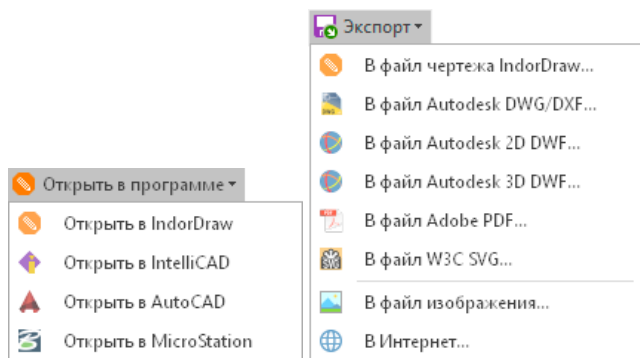 Экспорт
В файл чертежа IndorDraw...
В файл Autodesk DWG/DXF...
В файл Autodesk 2D DWF...
В файл Autodesk 3D DWF...
В файл Adobe PDF...
В файл W3C SVG...
В файл изображения...
В Интернет...
Открыть в программе
Открыть в IndorDraw
Открыть в IntelliCAD
Открыть в AutoCAD
Открыть в MicroStation